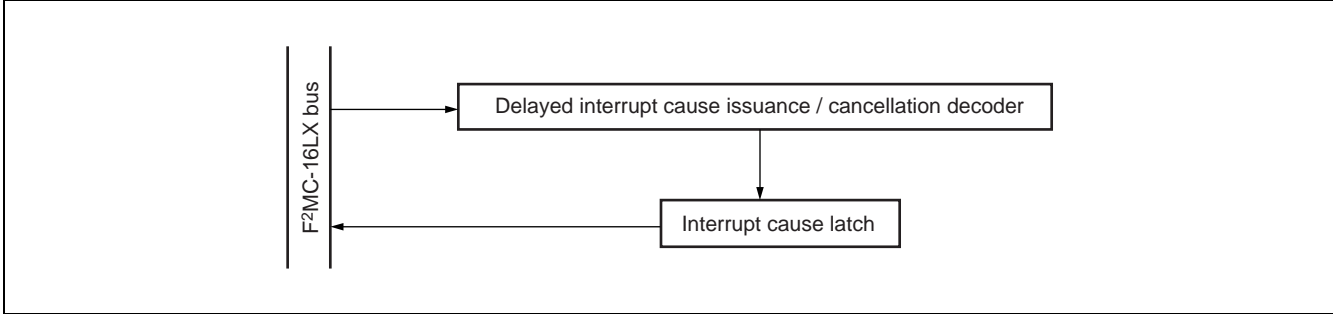 F²MC-16LX bus
Delayed interrupt cause issuance / cancellation decoder
Interrupt cause latch